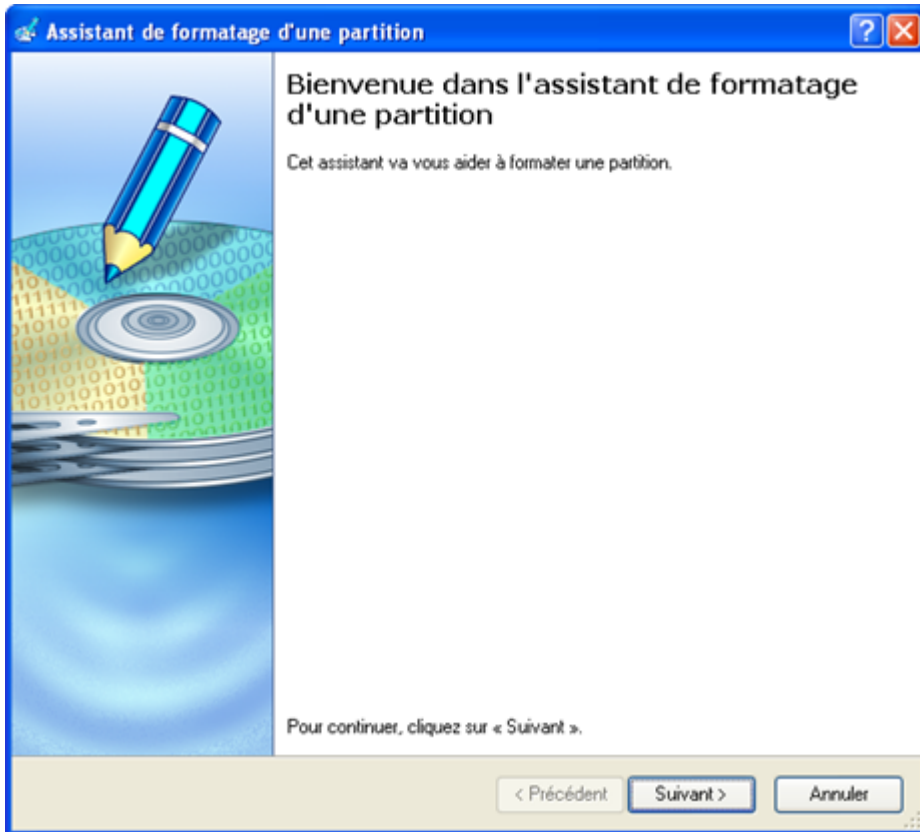 Assistant de formatage d'une partition
Bienvenue dans l'assistant de formatage
d'une partition
Cet assistant va vous aider à formater une partition.
Pour continuer, cliquez sur « Suivant ».
< Précédent
Suivant >
Annuler